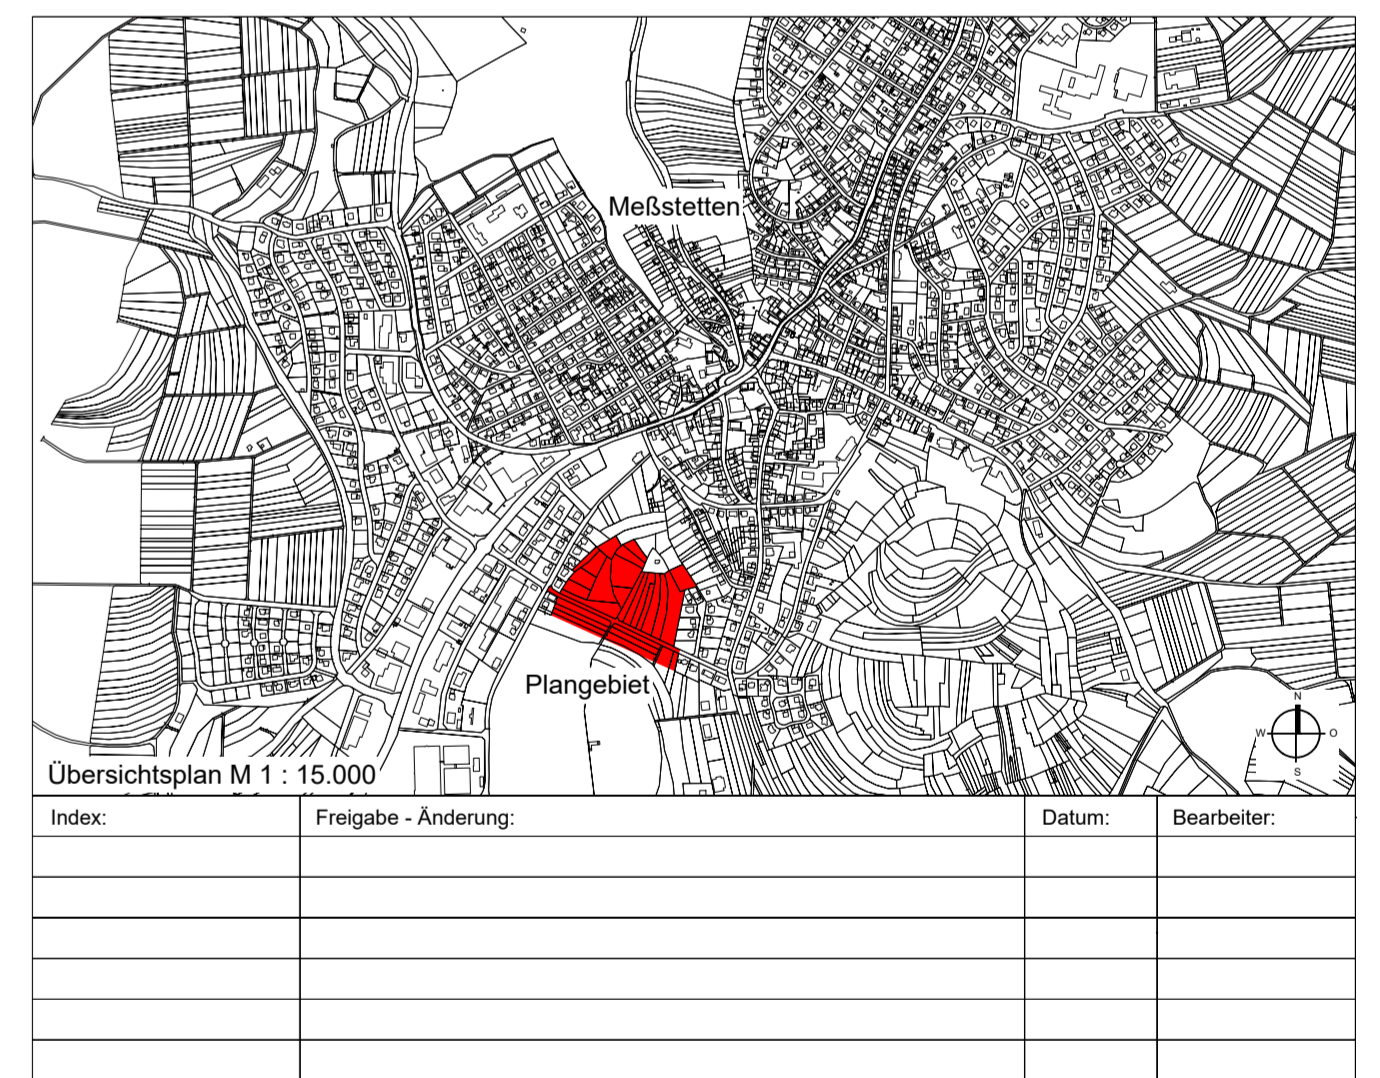 Meßstetten
Plangebiet
N
W O
S
Übersichtsplan M 1 : 15.000
Index: Freigabe - Änderung: Datum: Bearbeiter: